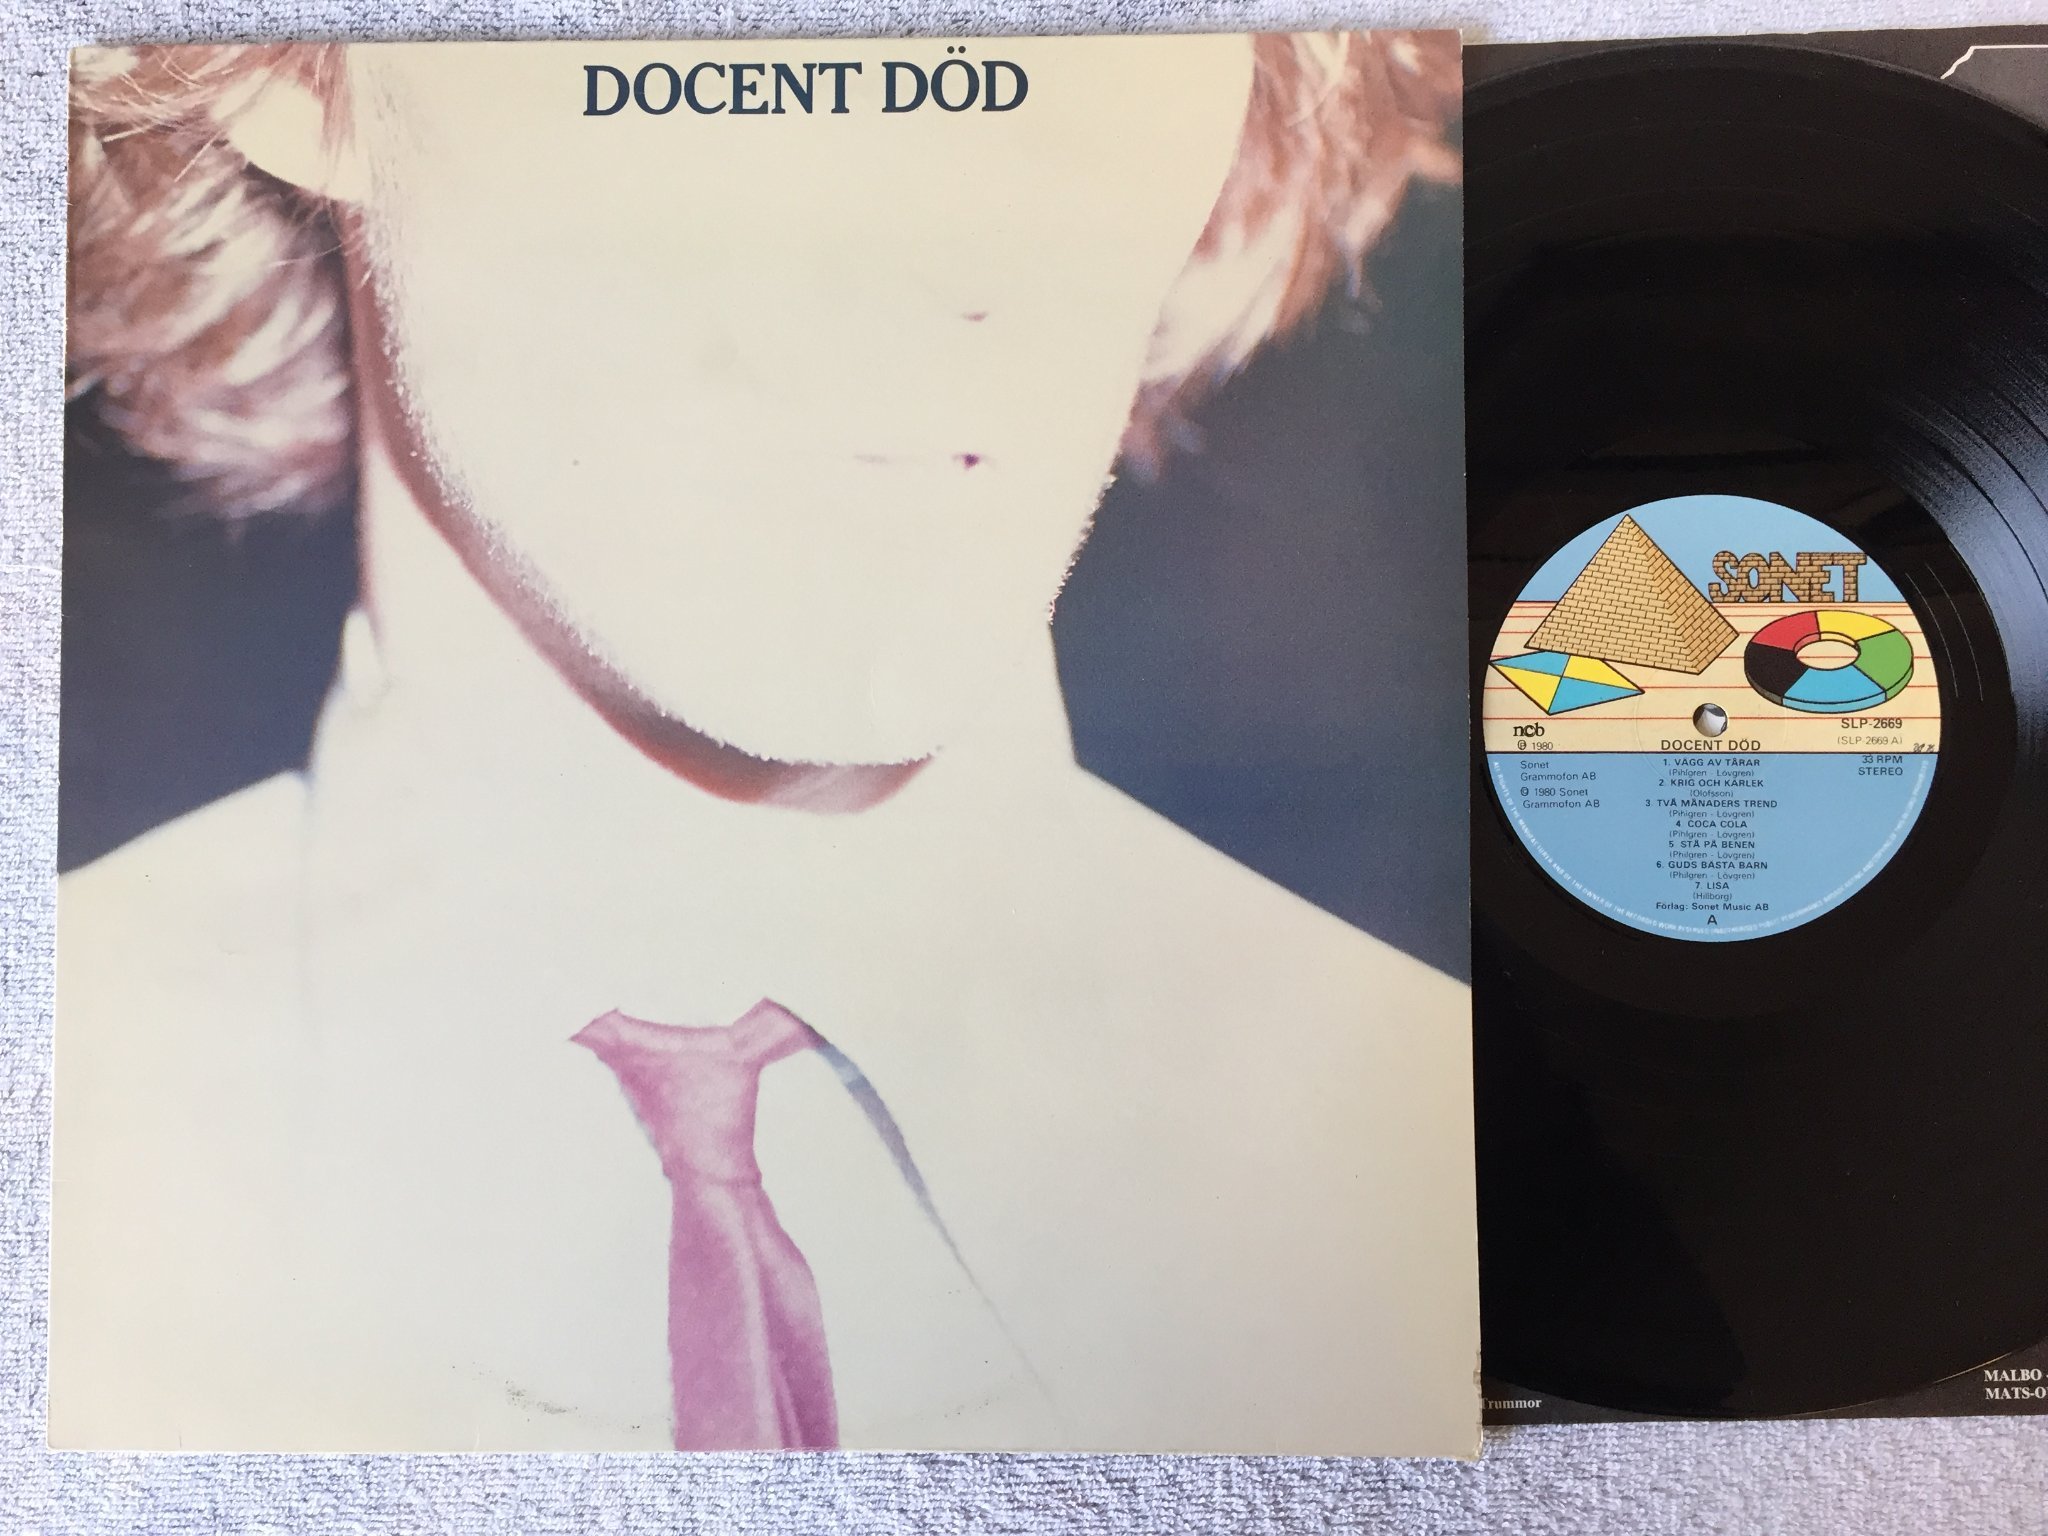 DOCENT DÖD
SONET
SLP-2669
(SLP-2669 A)
ncb
℗ 1980
DOCENT DÖD
Sonet
Grammofon AB
© 1980 Sonet
Grammofon AB
33 RPM
STEREO
1. VÄGG AV TÅRAR
(Pihlgren - Lövgren)
2. KRIG OCH KÄRLEK
(Olofsson)
3. TVÅ MÅNADERS TREND
(Pihlgren - Lövgren)
4. COCA COLA
(Pihlgren - Lövgren)
5. STÅ PÅ BENEN
(Philgren - Lövgren)
6. GUDS BÄSTA BARN
(Philgren - Lövgren)
7. LISA
(Hillborg)
Förlag: Sonet Music AB
A
Trummor
MALBO